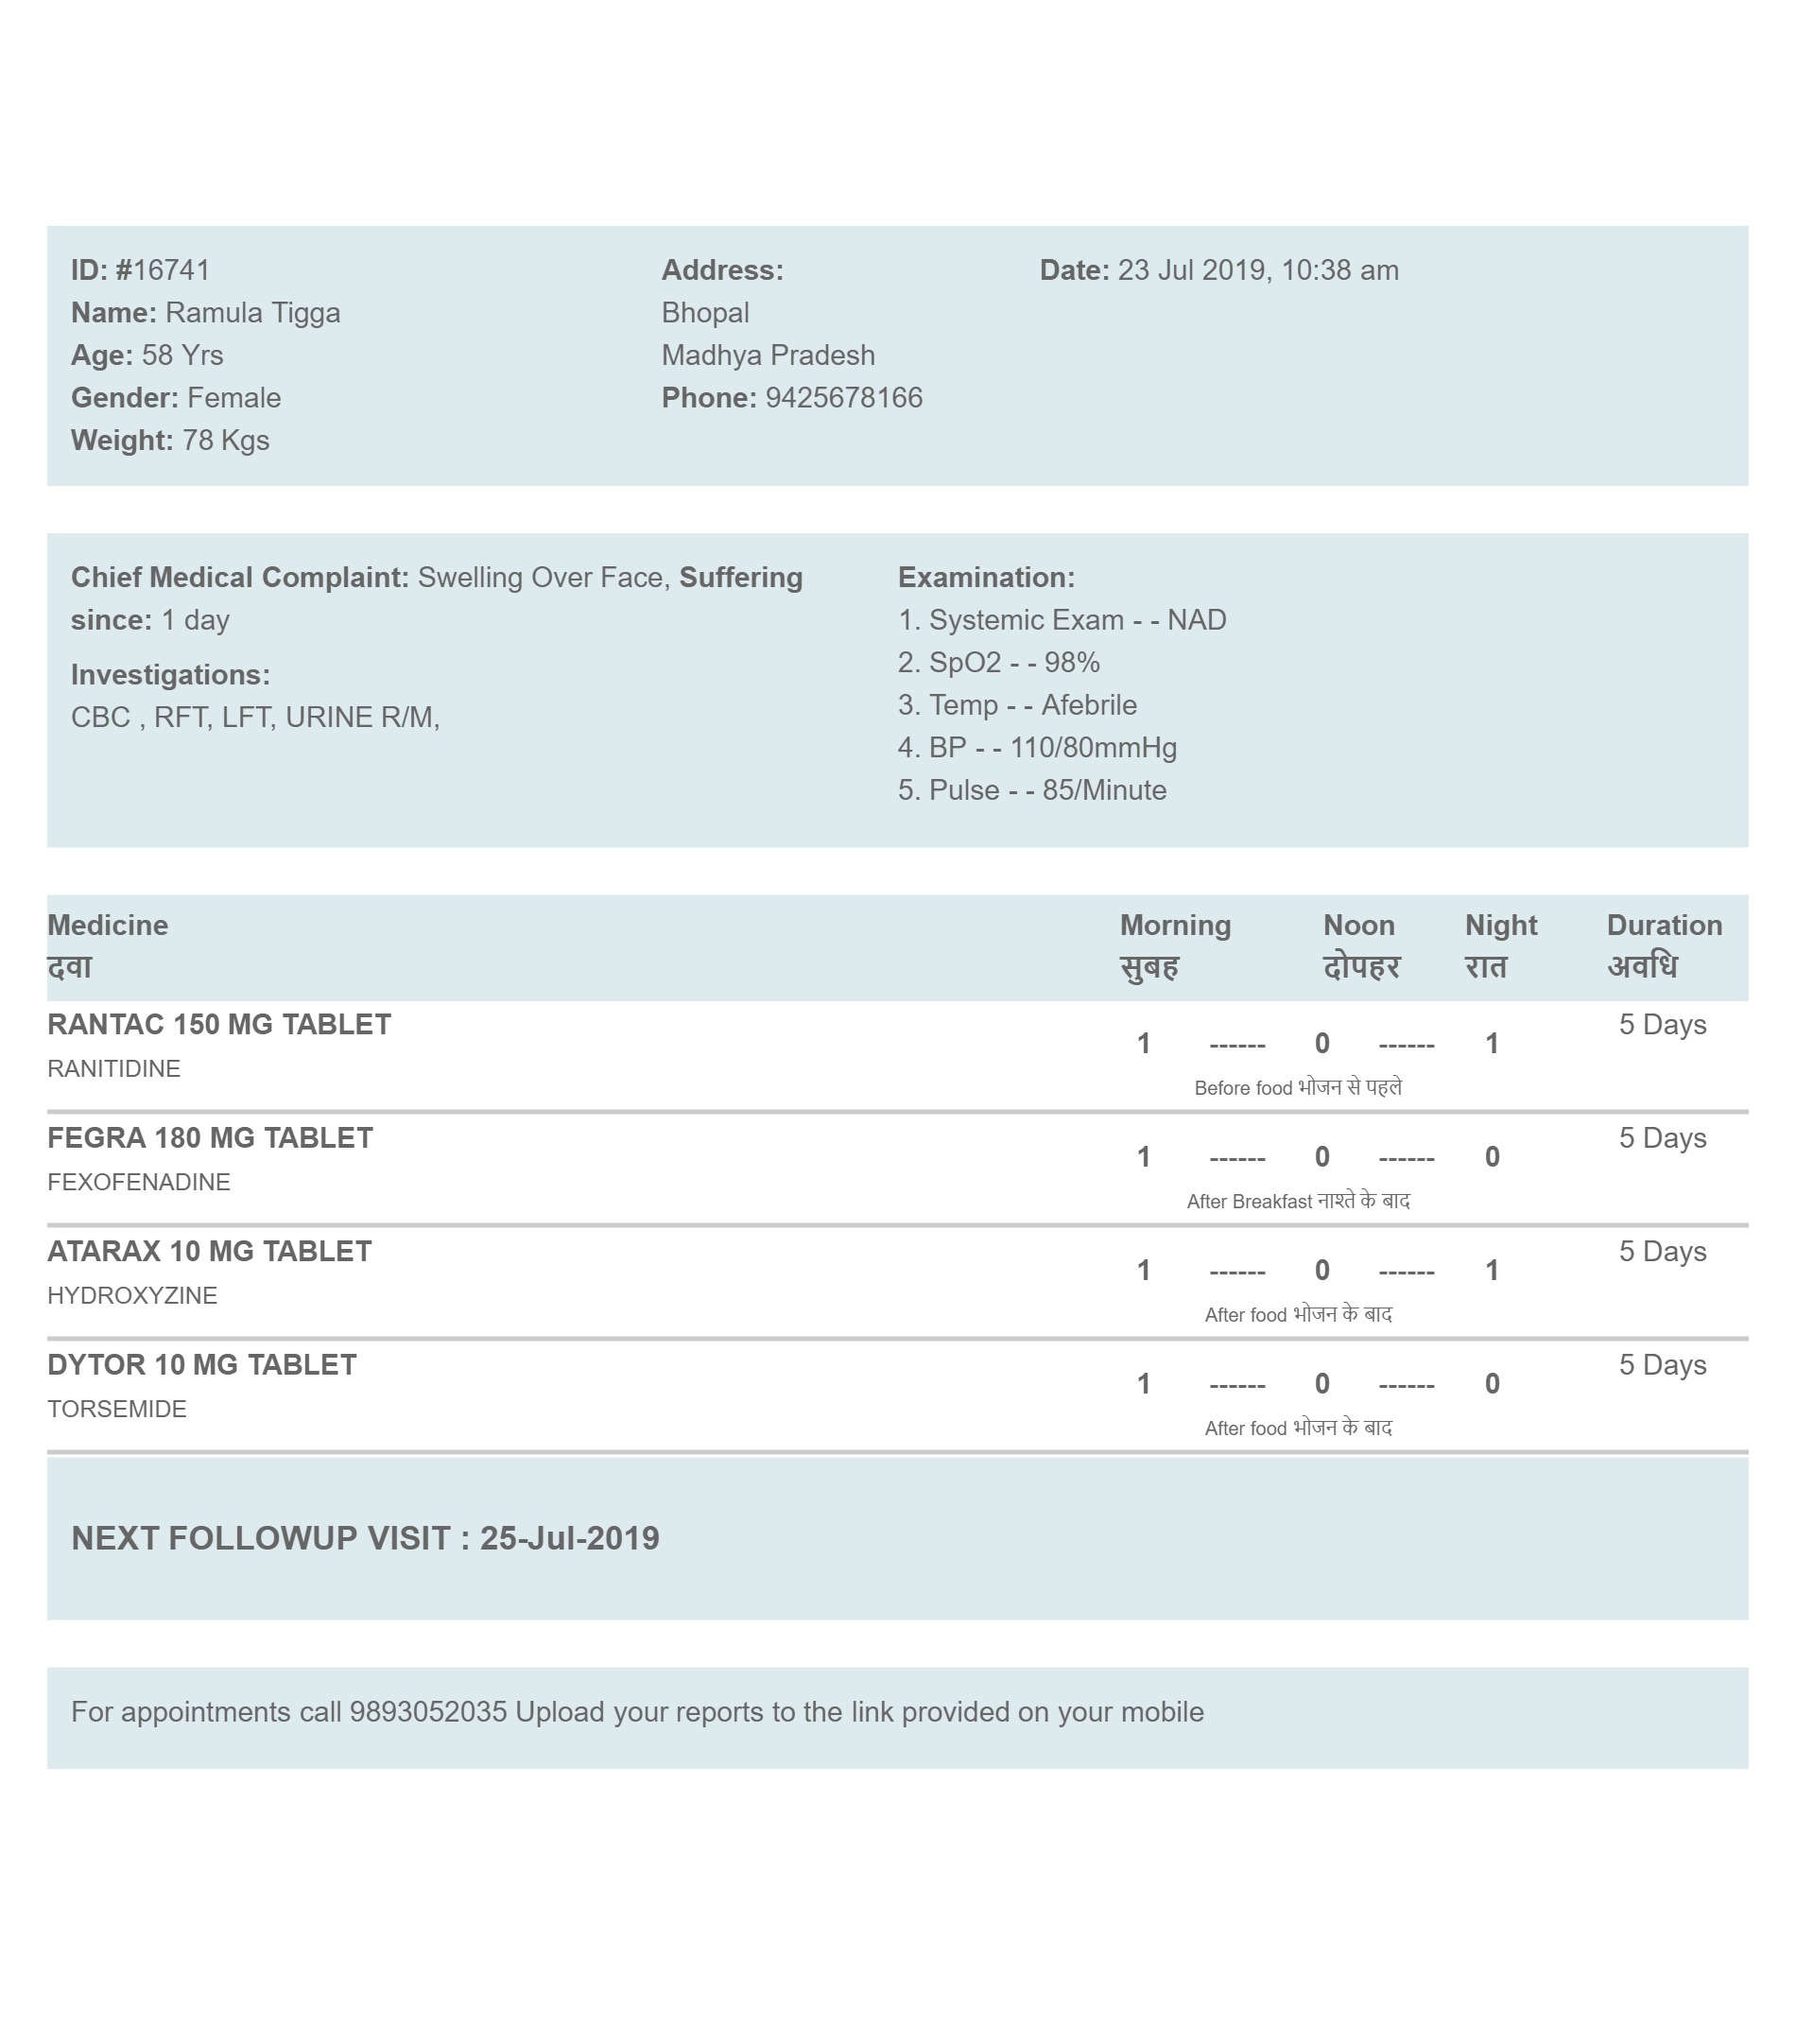 ID: #16741
Name: Ramula Tigga
Age: 58 Yrs
Gender: Female
Weight: 78 Kgs
Address:
Bhopal
Madhya Pradesh
Phone: 9425678166
Date: 23 Jul 2019, 10:38 am
Chief Medical Complaint: Swelling Over Face, Suffering
since: 1 day
Investigations:
CBC , RFT, LFT, URINE R/M,
Examination:
1. Systemic Exam - - NAD
2. SpO2 - - 98%
3. Temp - - Afebrile
4. BP - - 110/80mmHg
5. Pulse - - 85/Minute
Medicine Morning Noon Night Duration
दवा सुबह दोपहर रात अवधि
RANTAC 150 MG TABLET 1 ------ 0 ------ 1 5 Days
RANITIDINE Before food भोजन से पहले
FEGRA 180 MG TABLET 1 ------ 0 ------ 0 5 Days
FEXOFENADINE After Breakfast नाश्ते के बाद
ATARAX 10 MG TABLET 1 ------ 0 ------ 1 5 Days
HYDROXYZINE After food भोजन के बाद
DYTOR 10 MG TABLET 1 ------ 0 ------ 0 5 Days
TORSEMIDE After food भोजन के बाद
NEXT FOLLOWUP VISIT : 25-Jul-2019
For appointments call 9893052035 Upload your reports to the link provided on your mobile